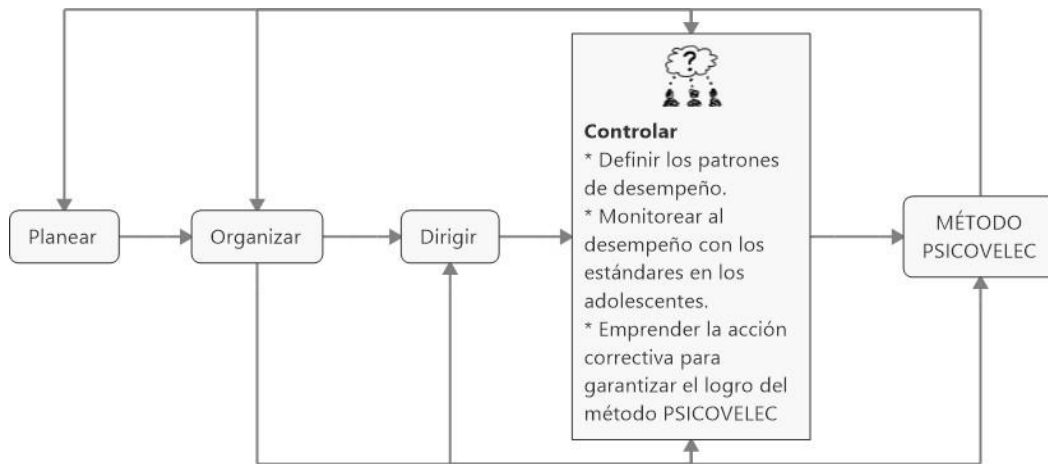 ?
Controlar
* Definir los patrones
de desempeño.
* Monitorear al
desempeño con los
estándares en los
adolescentes.
* Emprender la acción
correctiva para
garantizar el logro del
método PSICOVELEC
Planear
Organizar
Dirigir
MÉTODO
PSICOVELEC